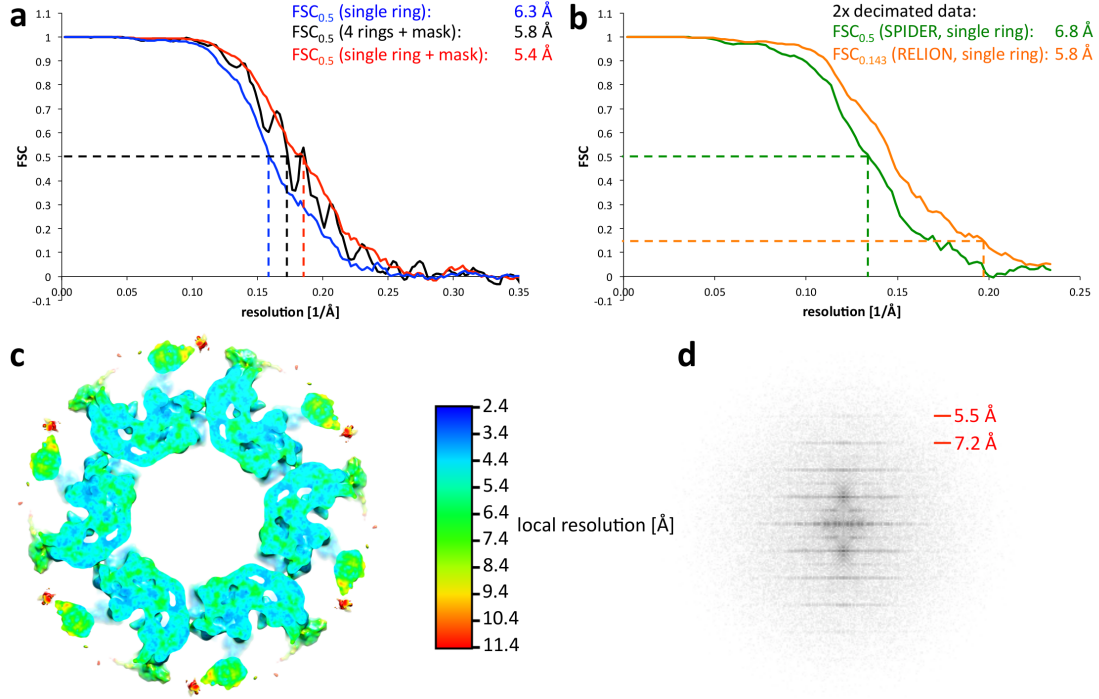 a
FSC0.5 (single ring): 6.3 Å
FSC0.5 (4 rings + mask): 5.8 Å
FSC0.5 (single ring + mask): 5.4 Å
1.1
1
0.9
0.8
0.7
0.6
0.5
0.4
0.3
0.2
0.1
0
-0.1
FSC
0.00 0.05 0.10 0.15 0.20 0.25 0.30 0.35
resolution [1/Å]
b
2x decimated data:
FSC0.5 (SPIDER, single ring): 6.8 Å
FSC0.143 (RELION, single ring): 5.8 Å
1.1
1
0.9
0.8
0.7
0.6
0.5
0.4
0.3
0.2
0.1
0
-0.1
FSC
0.00 0.05 0.10 0.15 0.20 0.25
resolution [1/Å]
c
2.4
3.4
4.4
5.4
6.4
7.4
8.4
9.4
10.4
11.4
local resolution [Å]
d
5.5 Å
7.2 Å